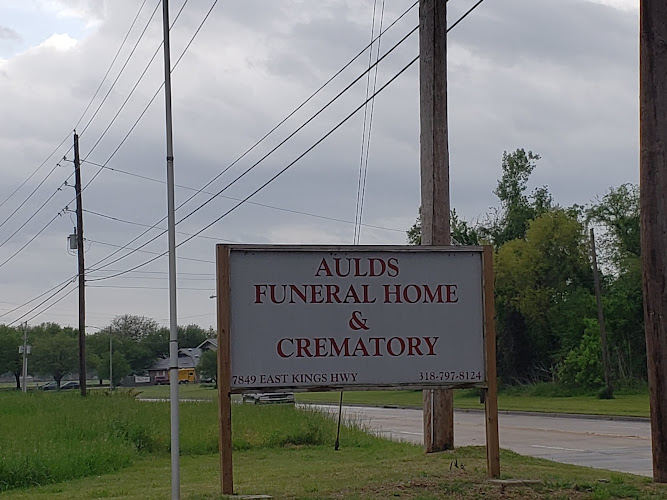 AULDS
FUNERAL HOME
&
CREMATORY
7849 EAST KINGS HWY 318-797-8124